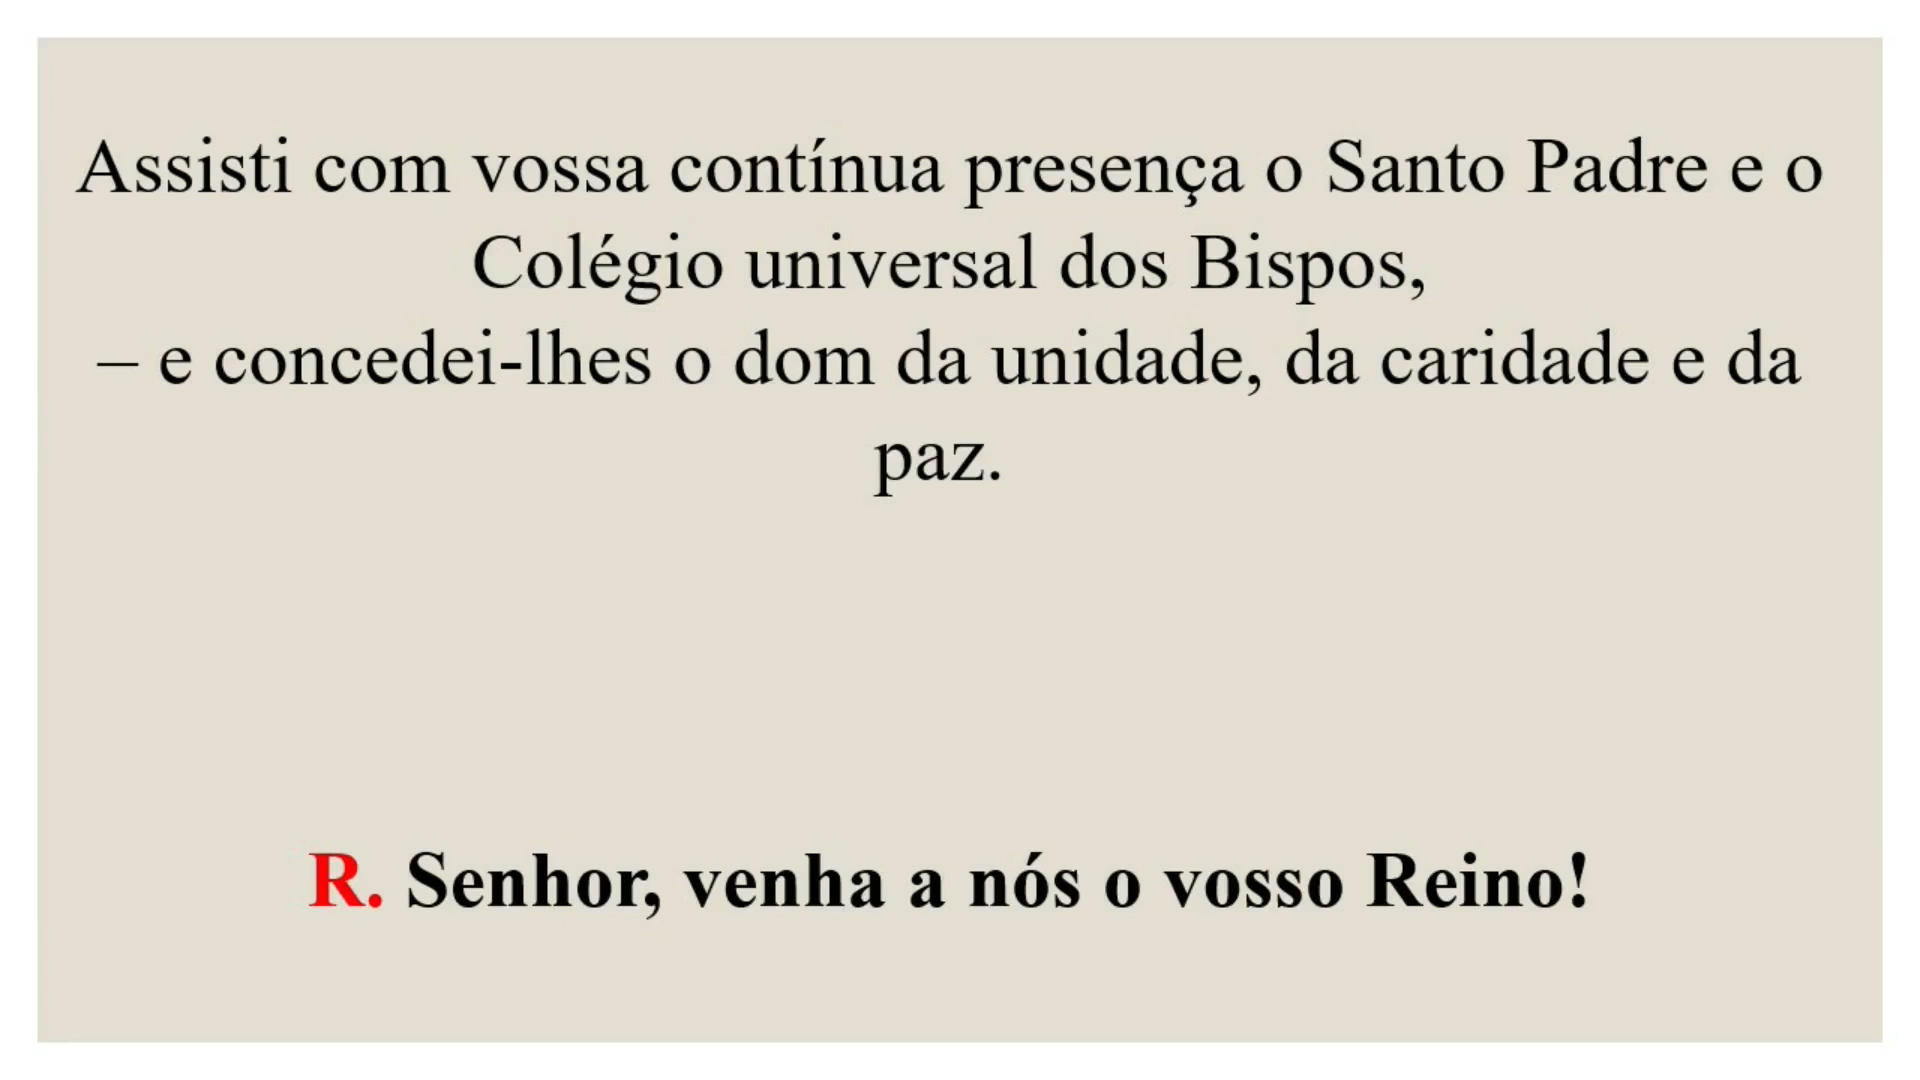 Assisti com vossa contínua presença o Santo Padre e o
Colégio universal dos Bispos,
– e concedei-lhes o dom da unidade, da caridade e da
paz.
R. Senhor, venha a nós o vosso Reino!